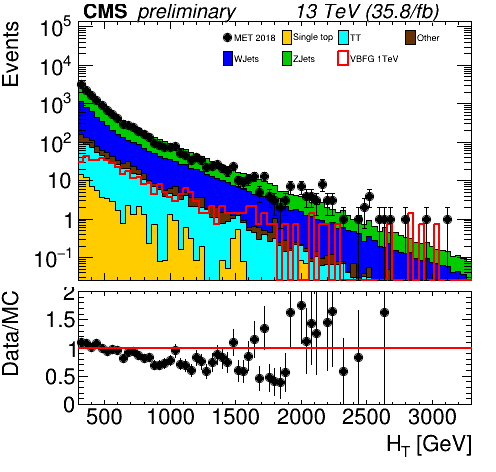 CMS preliminary 13 TeV (35.8/fb)
Events
MET 2018 Single top TT Other
WJets ZJets VBFG 1TeV
10⁵
10⁴
10³
10²
10
1
10⁻¹
Data/MC
2
1.5
1
0.5
0
500 1000 1500 2000 2500 3000
H_T [GeV]